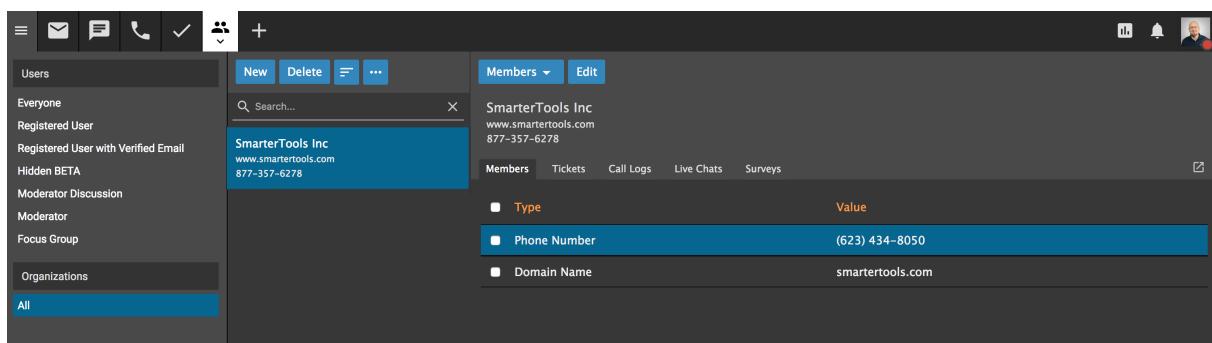 Users
Everyone
Registered User
Registered User with Verified Email
Hidden BETA
Moderator Discussion
Moderator
Focus Group
Organizations
All
New Delete
Search...
SmarterTools Inc
www.smartertools.com
877-357-6278
Members Edit
SmarterTools Inc
www.smartertools.com
877-357-6278
Members Tickets Call Logs Live Chats Surveys
Type Value
Phone Number (623) 434-8050
Domain Name smartertools.com